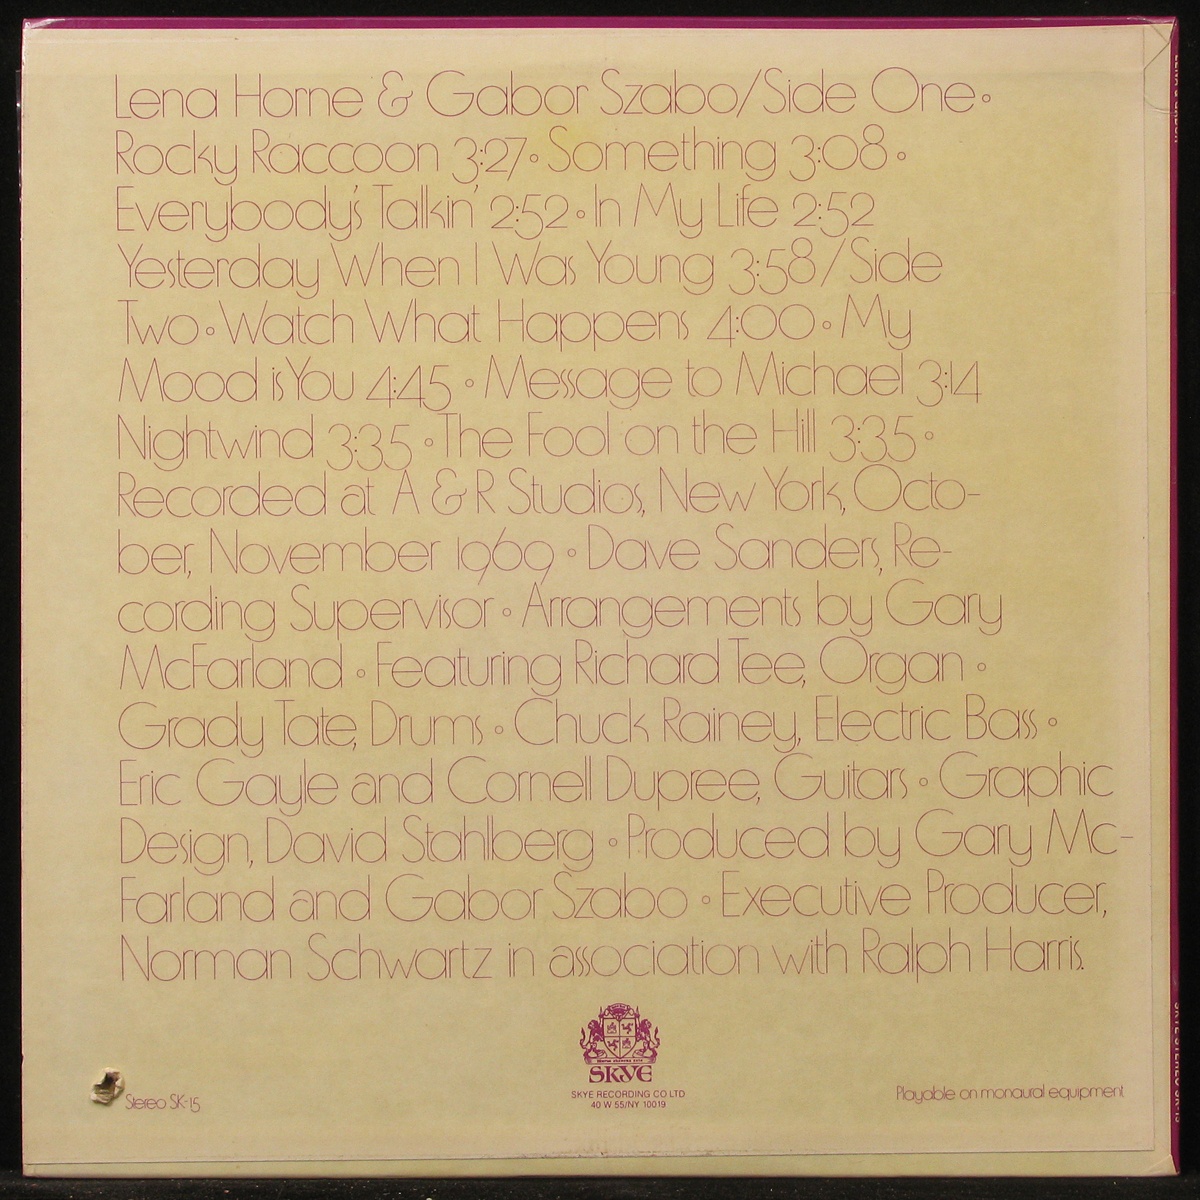 Lena Horne & Gabor Szabo/Side One◦
Rocky Raccoon 3:27◦Something 3:08◦
Everybody's Talkin' 2:52◦In My Life 2:52
Yesterday When I Was Young 3:58/Side
Two◦Watch What Happens 4:00◦My
Mood is You 4:45◦Message to Michael 3:14
Nightwind 3:35◦The Fool on the Hill 3:35◦
Recorded at A & R Studios, New York, Octo-
ber, November 1969◦Dave Sanders, Re-
cording Supervisor◦Arrangements by Gary
McFarland◦Featuring Richard Tee, Organ◦
Grady Tate, Drums◦Chuck Rainey, Electric Bass◦
Eric Gayle and Cornell Dupree, Guitars◦Graphic
Design, David Stahlberg◦Produced by Gary Mc-
Farland and Gabor Szabo◦Executive Producer,
Norman Schwartz in association with Ralph Harris.
SKYE
SKYE RECORDING CO LTD
40 W 55/NY 10019
Stereo SK-15
Playable on monaural equipment
SKYE STEREO SK-15